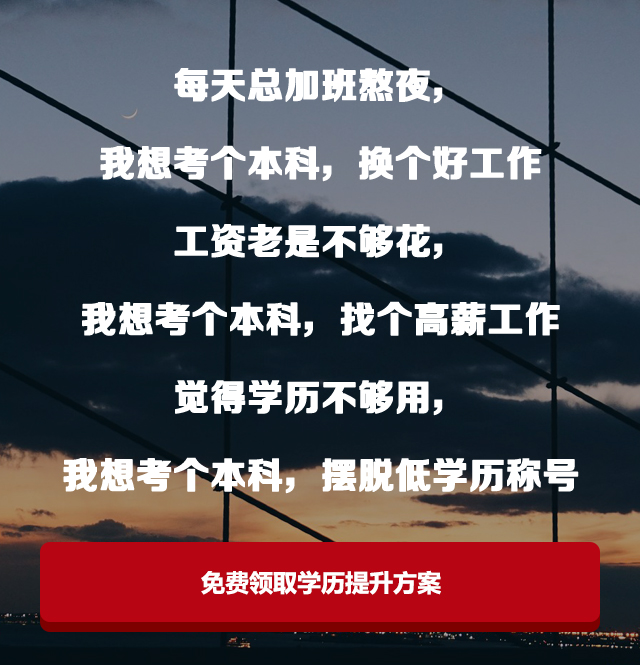 每天总加班熬夜，
我想考个本科，换个好工作
工资老是不够花，
我想考个本科，找个高薪工作
觉得学历不够用，
我想考个本科，摆脱低学历称号
免费领取学历提升方案